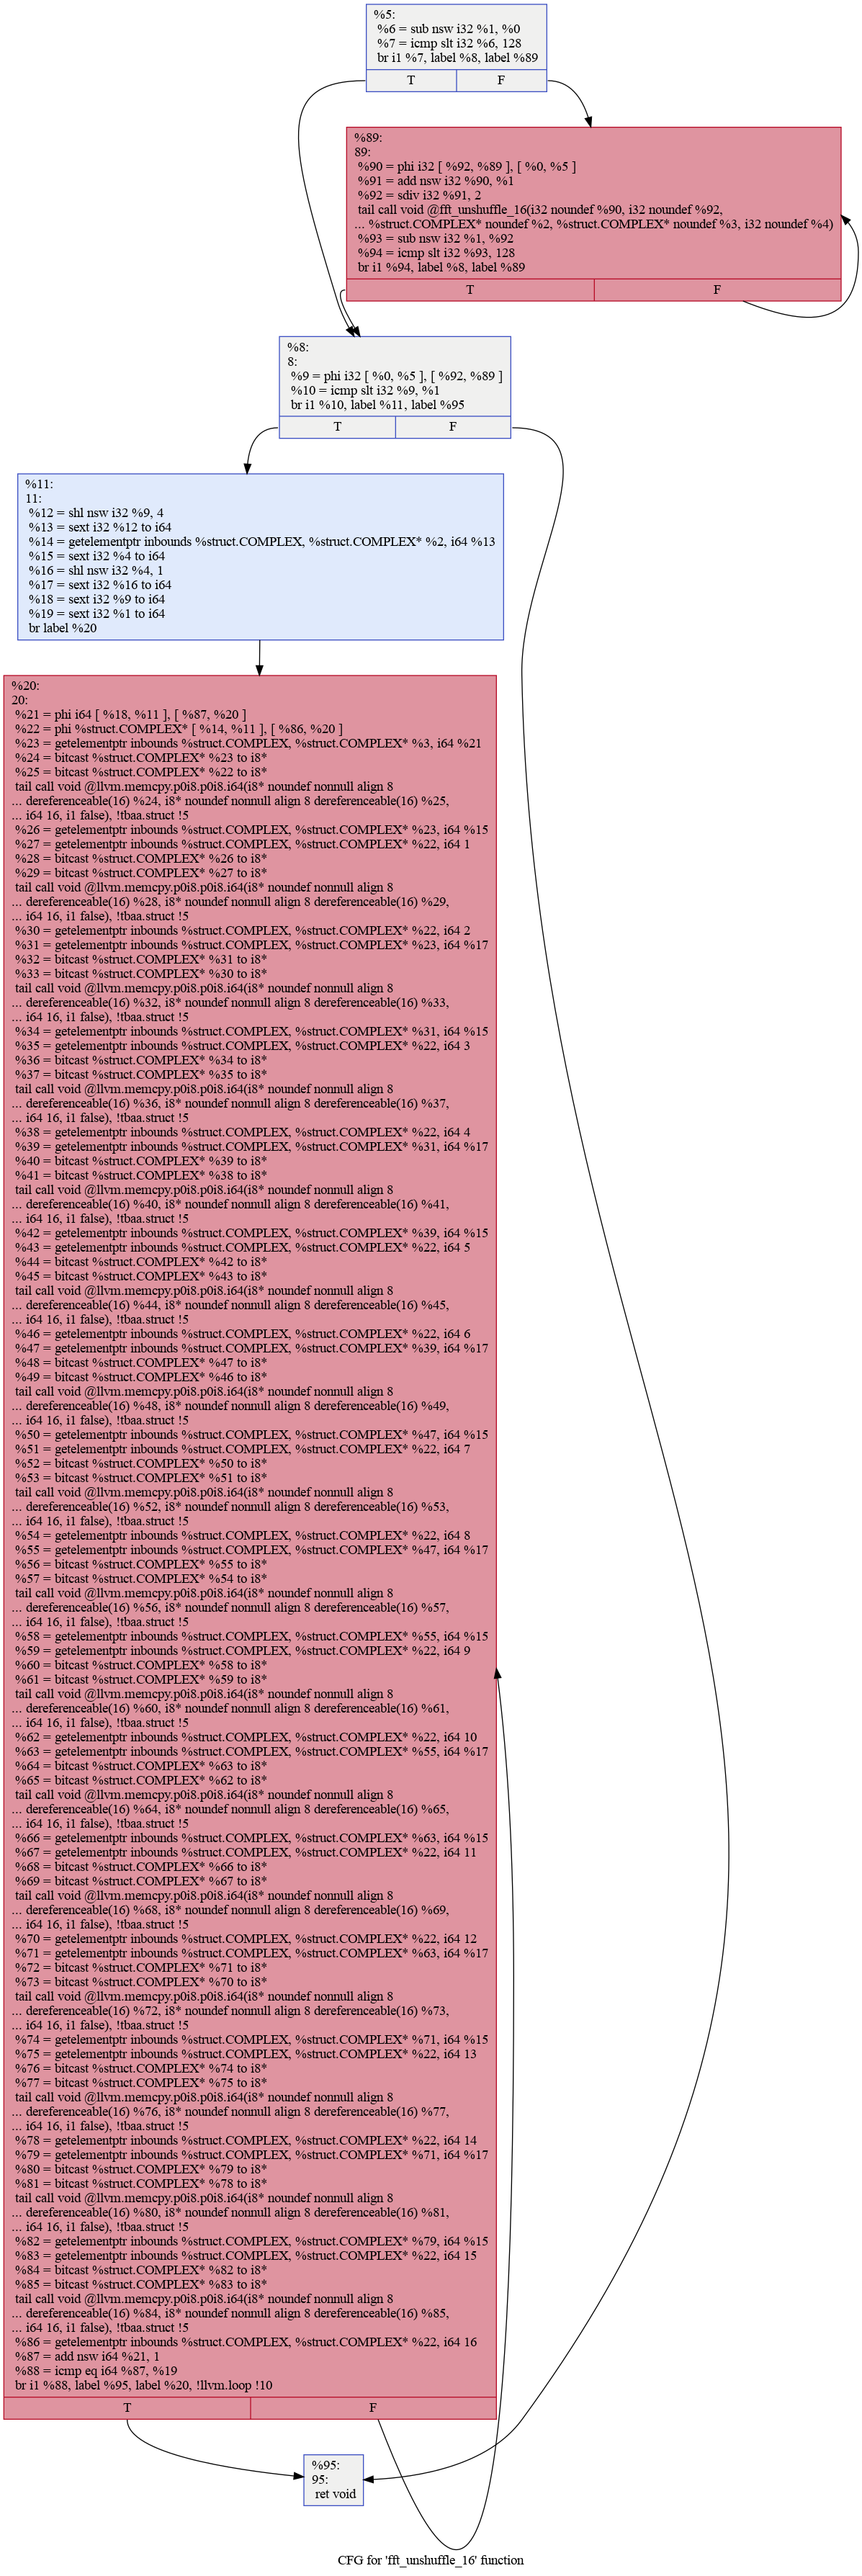 %5:
%6 = sub nsw i32 %1, %0
%7 = icmp slt i32 %6, 128
br i1 %7, label %8, label %89
T
F
%89:
89:
%90 = phi i32 [ %92, %89 ], [ %0, %5 ]
%91 = add nsw i32 %90, %1
%92 = sdiv i32 %91, 2
tail call void @fft_unshuffle_16(i32 noundef %90, i32 noundef %92,
... %struct.COMPLEX* noundef %2, %struct.COMPLEX* noundef %3, i32 noundef %4)
%93 = sub nsw i32 %1, %92
%94 = icmp slt i32 %93, 128
br i1 %94, label %8, label %89
T
F
%8:
8:
%9 = phi i32 [ %0, %5 ], [ %92, %89 ]
%10 = icmp slt i32 %9, %1
br i1 %10, label %11, label %95
T
F
%11:
11:
%12 = shl nsw i32 %9, 4
%13 = sext i32 %12 to i64
%14 = getelementptr inbounds %struct.COMPLEX, %struct.COMPLEX* %2, i64 %13
%15 = sext i32 %4 to i64
%16 = shl nsw i32 %4, 1
%17 = sext i32 %16 to i64
%18 = sext i32 %9 to i64
%19 = sext i32 %1 to i64
br label %20
%20:
20:
%21 = phi i64 [ %18, %11 ], [ %87, %20 ]
%22 = phi %struct.COMPLEX* [ %14, %11 ], [ %86, %20 ]
%23 = getelementptr inbounds %struct.COMPLEX, %struct.COMPLEX* %3, i64 %21
%24 = bitcast %struct.COMPLEX* %23 to i8*
%25 = bitcast %struct.COMPLEX* %22 to i8*
tail call void @llvm.memcpy.p0i8.p0i8.i64(i8* noundef nonnull align 8
... dereferenceable(16) %24, i8* noundef nonnull align 8 dereferenceable(16) %25,
... i64 16, i1 false), !tbaa.struct !5
%26 = getelementptr inbounds %struct.COMPLEX, %struct.COMPLEX* %23, i64 %15
%27 = getelementptr inbounds %struct.COMPLEX, %struct.COMPLEX* %22, i64 1
%28 = bitcast %struct.COMPLEX* %26 to i8*
%29 = bitcast %struct.COMPLEX* %27 to i8*
tail call void @llvm.memcpy.p0i8.p0i8.i64(i8* noundef nonnull align 8
... dereferenceable(16) %28, i8* noundef nonnull align 8 dereferenceable(16) %29,
... i64 16, i1 false), !tbaa.struct !5
%30 = getelementptr inbounds %struct.COMPLEX, %struct.COMPLEX* %22, i64 2
%31 = getelementptr inbounds %struct.COMPLEX, %struct.COMPLEX* %23, i64 %17
%32 = bitcast %struct.COMPLEX* %31 to i8*
%33 = bitcast %struct.COMPLEX* %30 to i8*
tail call void @llvm.memcpy.p0i8.p0i8.i64(i8* noundef nonnull align 8
... dereferenceable(16) %32, i8* noundef nonnull align 8 dereferenceable(16) %33,
... i64 16, i1 false), !tbaa.struct !5
%34 = getelementptr inbounds %struct.COMPLEX, %struct.COMPLEX* %31, i64 %15
%35 = getelementptr inbounds %struct.COMPLEX, %struct.COMPLEX* %22, i64 3
%36 = bitcast %struct.COMPLEX* %34 to i8*
%37 = bitcast %struct.COMPLEX* %35 to i8*
tail call void @llvm.memcpy.p0i8.p0i8.i64(i8* noundef nonnull align 8
... dereferenceable(16) %36, i8* noundef nonnull align 8 dereferenceable(16) %37,
... i64 16, i1 false), !tbaa.struct !5
%38 = getelementptr inbounds %struct.COMPLEX, %struct.COMPLEX* %22, i64 4
%39 = getelementptr inbounds %struct.COMPLEX, %struct.COMPLEX* %31, i64 %17
%40 = bitcast %struct.COMPLEX* %39 to i8*
%41 = bitcast %struct.COMPLEX* %38 to i8*
tail call void @llvm.memcpy.p0i8.p0i8.i64(i8* noundef nonnull align 8
... dereferenceable(16) %40, i8* noundef nonnull align 8 dereferenceable(16) %41,
... i64 16, i1 false), !tbaa.struct !5
%42 = getelementptr inbounds %struct.COMPLEX, %struct.COMPLEX* %39, i64 %15
%43 = getelementptr inbounds %struct.COMPLEX, %struct.COMPLEX* %22, i64 5
%44 = bitcast %struct.COMPLEX* %42 to i8*
%45 = bitcast %struct.COMPLEX* %43 to i8*
tail call void @llvm.memcpy.p0i8.p0i8.i64(i8* noundef nonnull align 8
... dereferenceable(16) %44, i8* noundef nonnull align 8 dereferenceable(16) %45,
... i64 16, i1 false), !tbaa.struct !5
%46 = getelementptr inbounds %struct.COMPLEX, %struct.COMPLEX* %22, i64 6
%47 = getelementptr inbounds %struct.COMPLEX, %struct.COMPLEX* %39, i64 %17
%48 = bitcast %struct.COMPLEX* %47 to i8*
%49 = bitcast %struct.COMPLEX* %46 to i8*
tail call void @llvm.memcpy.p0i8.p0i8.i64(i8* noundef nonnull align 8
... dereferenceable(16) %48, i8* noundef nonnull align 8 dereferenceable(16) %49,
... i64 16, i1 false), !tbaa.struct !5
%50 = getelementptr inbounds %struct.COMPLEX, %struct.COMPLEX* %47, i64 %15
%51 = getelementptr inbounds %struct.COMPLEX, %struct.COMPLEX* %22, i64 7
%52 = bitcast %struct.COMPLEX* %50 to i8*
%53 = bitcast %struct.COMPLEX* %51 to i8*
tail call void @llvm.memcpy.p0i8.p0i8.i64(i8* noundef nonnull align 8
... dereferenceable(16) %52, i8* noundef nonnull align 8 dereferenceable(16) %53,
... i64 16, i1 false), !tbaa.struct !5
%54 = getelementptr inbounds %struct.COMPLEX, %struct.COMPLEX* %22, i64 8
%55 = getelementptr inbounds %struct.COMPLEX, %struct.COMPLEX* %47, i64 %17
%56 = bitcast %struct.COMPLEX* %55 to i8*
%57 = bitcast %struct.COMPLEX* %54 to i8*
tail call void @llvm.memcpy.p0i8.p0i8.i64(i8* noundef nonnull align 8
... dereferenceable(16) %56, i8* noundef nonnull align 8 dereferenceable(16) %57,
... i64 16, i1 false), !tbaa.struct !5
%58 = getelementptr inbounds %struct.COMPLEX, %struct.COMPLEX* %55, i64 %15
%59 = getelementptr inbounds %struct.COMPLEX, %struct.COMPLEX* %22, i64 9
%60 = bitcast %struct.COMPLEX* %58 to i8*
%61 = bitcast %struct.COMPLEX* %59 to i8*
tail call void @llvm.memcpy.p0i8.p0i8.i64(i8* noundef nonnull align 8
... dereferenceable(16) %60, i8* noundef nonnull align 8 dereferenceable(16) %61,
... i64 16, i1 false), !tbaa.struct !5
%62 = getelementptr inbounds %struct.COMPLEX, %struct.COMPLEX* %22, i64 10
%63 = getelementptr inbounds %struct.COMPLEX, %struct.COMPLEX* %55, i64 %17
%64 = bitcast %struct.COMPLEX* %63 to i8*
%65 = bitcast %struct.COMPLEX* %62 to i8*
tail call void @llvm.memcpy.p0i8.p0i8.i64(i8* noundef nonnull align 8
... dereferenceable(16) %64, i8* noundef nonnull align 8 dereferenceable(16) %65,
... i64 16, i1 false), !tbaa.struct !5
%66 = getelementptr inbounds %struct.COMPLEX, %struct.COMPLEX* %63, i64 %15
%67 = getelementptr inbounds %struct.COMPLEX, %struct.COMPLEX* %22, i64 11
%68 = bitcast %struct.COMPLEX* %66 to i8*
%69 = bitcast %struct.COMPLEX* %67 to i8*
tail call void @llvm.memcpy.p0i8.p0i8.i64(i8* noundef nonnull align 8
... dereferenceable(16) %68, i8* noundef nonnull align 8 dereferenceable(16) %69,
... i64 16, i1 false), !tbaa.struct !5
%70 = getelementptr inbounds %struct.COMPLEX, %struct.COMPLEX* %22, i64 12
%71 = getelementptr inbounds %struct.COMPLEX, %struct.COMPLEX* %63, i64 %17
%72 = bitcast %struct.COMPLEX* %71 to i8*
%73 = bitcast %struct.COMPLEX* %70 to i8*
tail call void @llvm.memcpy.p0i8.p0i8.i64(i8* noundef nonnull align 8
... dereferenceable(16) %72, i8* noundef nonnull align 8 dereferenceable(16) %73,
... i64 16, i1 false), !tbaa.struct !5
%74 = getelementptr inbounds %struct.COMPLEX, %struct.COMPLEX* %71, i64 %15
%75 = getelementptr inbounds %struct.COMPLEX, %struct.COMPLEX* %22, i64 13
%76 = bitcast %struct.COMPLEX* %74 to i8*
%77 = bitcast %struct.COMPLEX* %75 to i8*
tail call void @llvm.memcpy.p0i8.p0i8.i64(i8* noundef nonnull align 8
... dereferenceable(16) %76, i8* noundef nonnull align 8 dereferenceable(16) %77,
... i64 16, i1 false), !tbaa.struct !5
%78 = getelementptr inbounds %struct.COMPLEX, %struct.COMPLEX* %22, i64 14
%79 = getelementptr inbounds %struct.COMPLEX, %struct.COMPLEX* %71, i64 %17
%80 = bitcast %struct.COMPLEX* %79 to i8*
%81 = bitcast %struct.COMPLEX* %78 to i8*
tail call void @llvm.memcpy.p0i8.p0i8.i64(i8* noundef nonnull align 8
... dereferenceable(16) %80, i8* noundef nonnull align 8 dereferenceable(16) %81,
... i64 16, i1 false), !tbaa.struct !5
%82 = getelementptr inbounds %struct.COMPLEX, %struct.COMPLEX* %79, i64 %15
%83 = getelementptr inbounds %struct.COMPLEX, %struct.COMPLEX* %22, i64 15
%84 = bitcast %struct.COMPLEX* %82 to i8*
%85 = bitcast %struct.COMPLEX* %83 to i8*
tail call void @llvm.memcpy.p0i8.p0i8.i64(i8* noundef nonnull align 8
... dereferenceable(16) %84, i8* noundef nonnull align 8 dereferenceable(16) %85,
... i64 16, i1 false), !tbaa.struct !5
%86 = getelementptr inbounds %struct.COMPLEX, %struct.COMPLEX* %22, i64 16
%87 = add nsw i64 %21, 1
%88 = icmp eq i64 %87, %19
br i1 %88, label %95, label %20, !llvm.loop !10
T
F
%95:
95:
ret void
CFG for 'fft_unshuffle_16' function